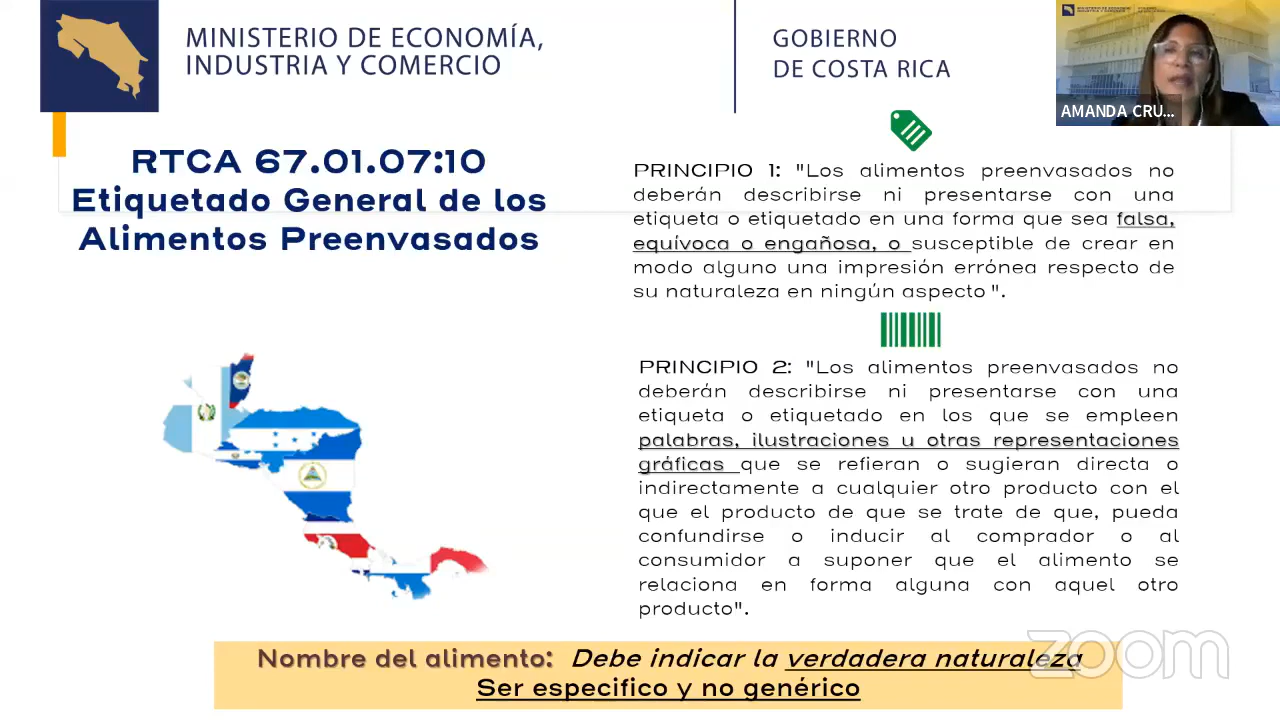 MINISTERIO DE ECONOMÍA,
INDUSTRIA Y COMERCIO
GOBIERNO
DE COSTA RICA
AMANDA CRU...
RTCA 67.01.07:10
Etiquetado General de los
Alimentos Preenvasados
PRINCIPIO 1: "Los alimentos preenvasados no
deberán describirse ni presentarse con una
etiqueta o etiquetado en una forma que sea falsa,
equívoca o engañosa, o susceptible de crear en
modo alguno una impresión errónea respecto de
su naturaleza en ningún aspecto ".
PRINCIPIO 2: "Los alimentos preenvasados no
deberán describirse ni presentarse con una
etiqueta o etiquetado en los que se empleen
palabras, ilustraciones u otras representaciones
gráficas que se refieran o sugieran directa o
indirectamente a cualquier otro producto con el
que el producto de que se trate de que, pueda
confundirse o inducir al comprador o al
consumidor a suponer que el alimento se
relaciona en forma alguna con aquel otro
producto".
Nombre del alimento: Debe indicar la verdadera naturaleza
Ser especifico y no genérico
zoom